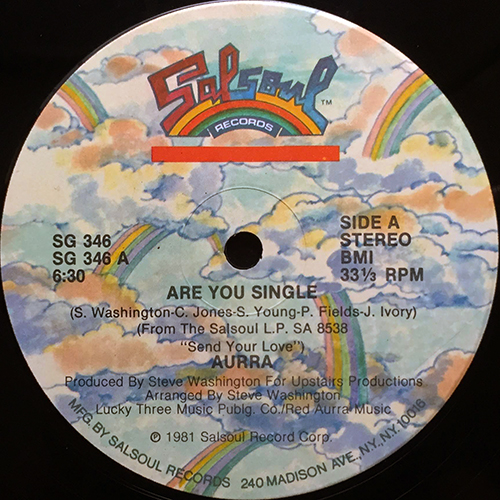 Salsoul
TM
RECORDS
SG 346
SG 346 A
6:30
SIDE A
STEREO
BMI
33⅓ RPM
ARE YOU SINGLE
(S. Washington-C. Jones-S. Young-P. Fields-J. Ivory)
(From The Salsoul L.P. SA 8538
"Send Your Love")
AURRA
Produced By Steve Washington For Upstairs Productions
Arranged By Steve Washington
Lucky Three Music Publg. Co./Red Aurra Music
℗ 1981 Salsoul Record Corp.
MFG. BY SALSOUL RECORDS 240 MADISON AVE., N.Y., N.Y. 10016